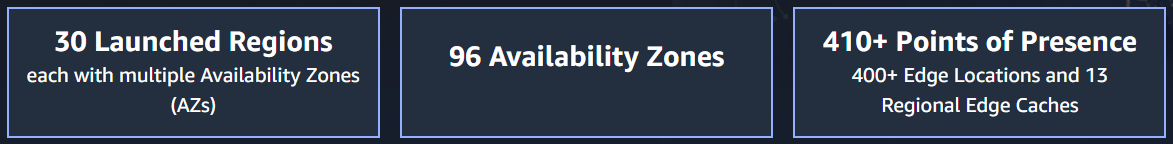 30 Launched Regions
each with multiple Availability Zones
(AZs)
96 Availability Zones
410+ Points of Presence
400+ Edge Locations and 13
Regional Edge Caches